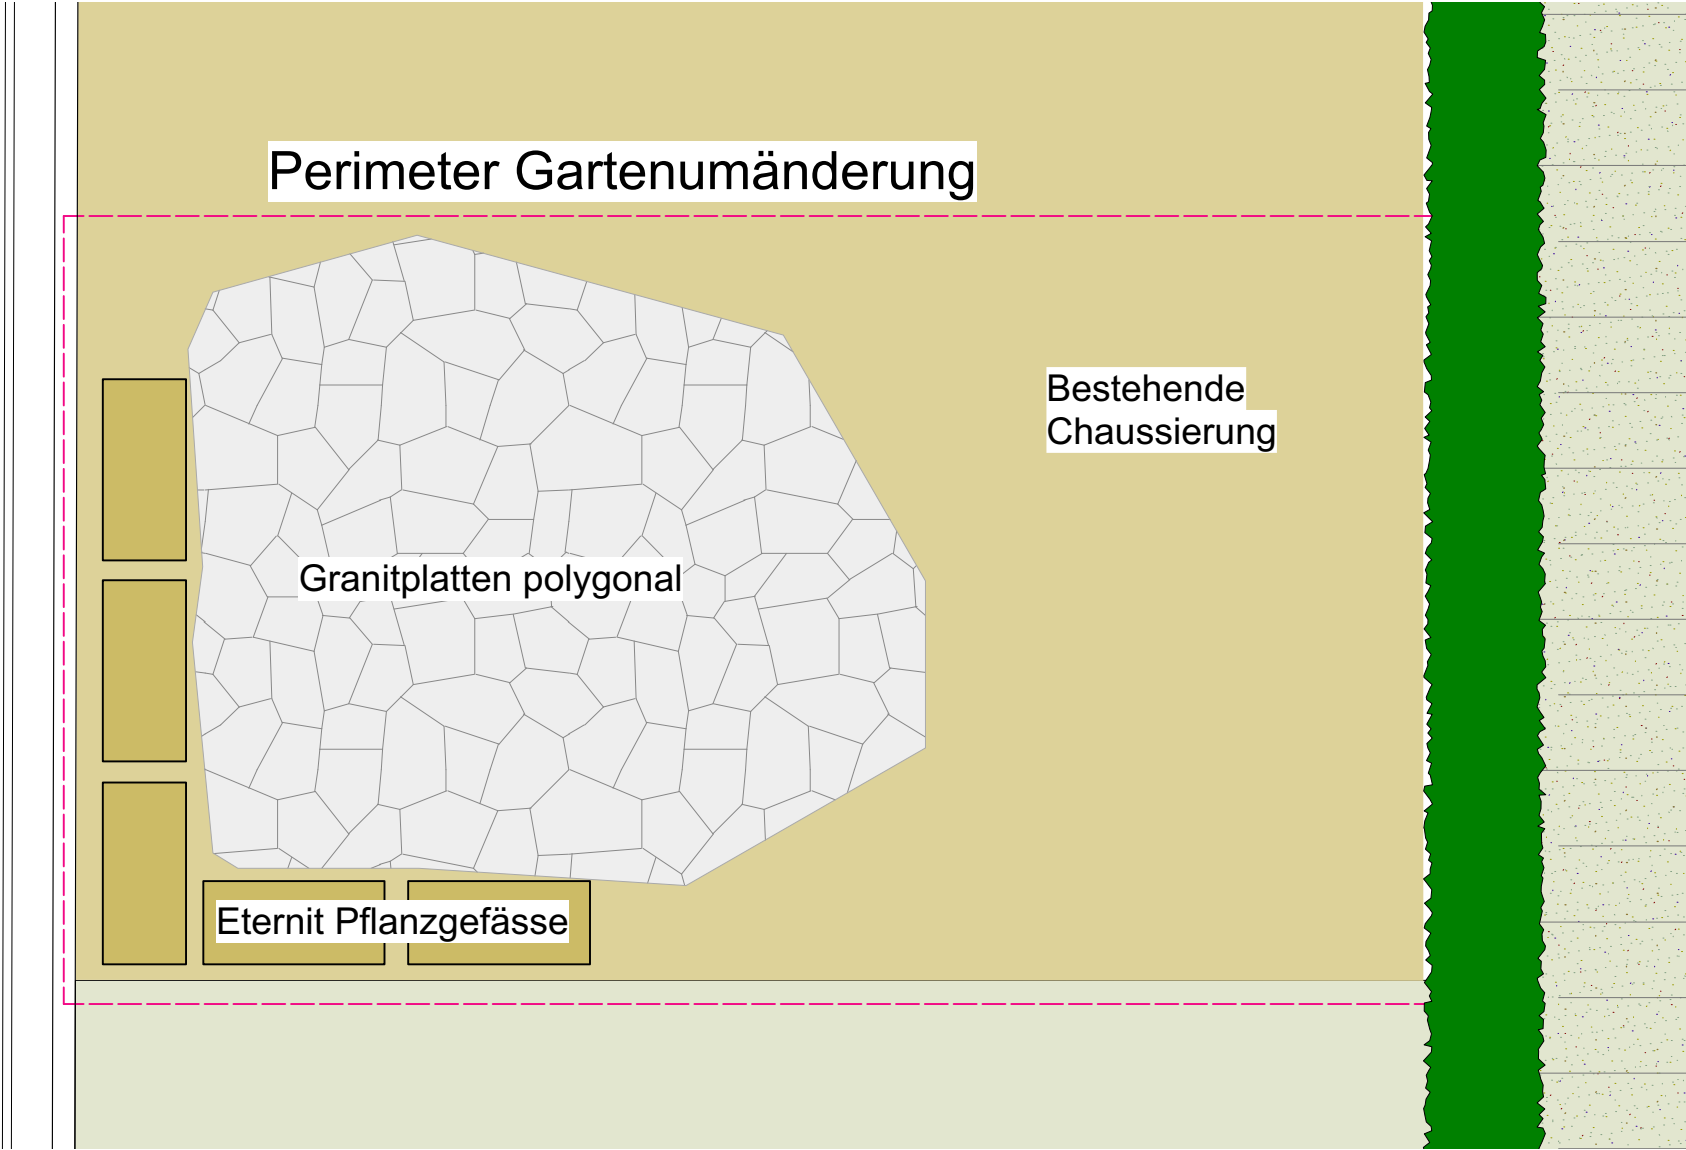 Perimeter Gartenumänderung
Bestehende
Chaussierung
Granitplatten polygonal
Eternit Pflanzgefässe